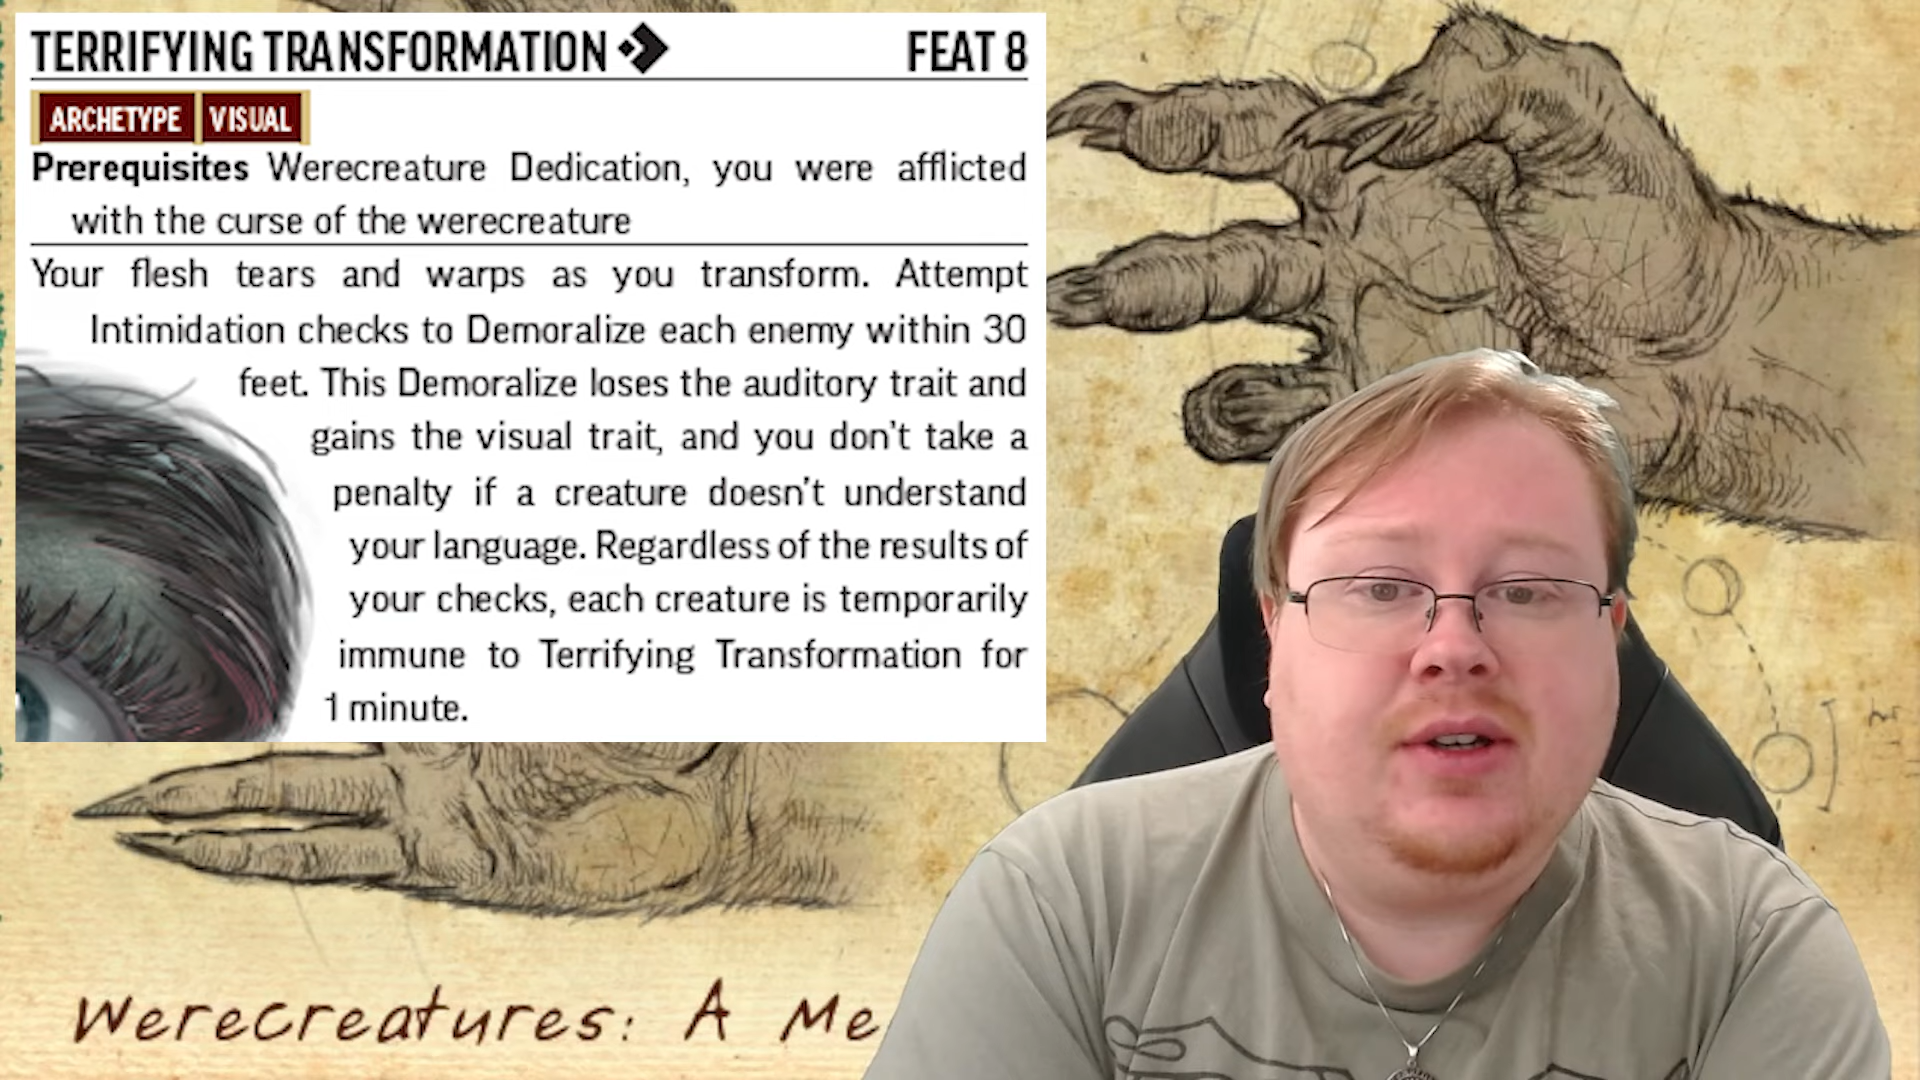 TERRIFYING TRANSFORMATION FEAT 8
ARCHETYPE VISUAL
Prerequisites Werecreature Dedication, you were afflicted
with the curse of the werecreature
Your flesh tears and warps as you transform. Attempt
Intimidation checks to Demoralize each enemy within 30
feet. This Demoralize loses the auditory trait and
gains the visual trait, and you don't take a
penalty if a creature doesn't understand
your language. Regardless of the results of
your checks, each creature is temporarily
immune to Terrifying Transformation for
1 minute.
Werecreatures: A Me